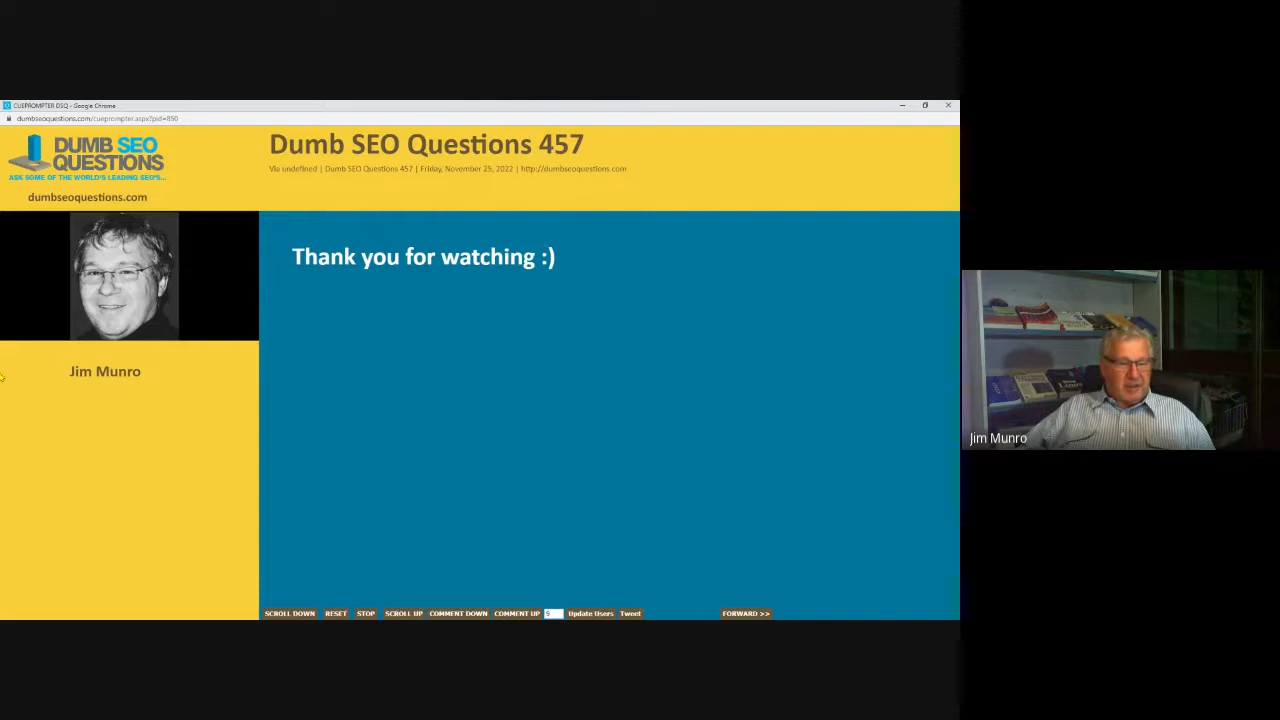 CUEPROMPTER DSQ - Google Chrome
dumbseoquestions.com/cueprompter.aspx?pid=850
DUMB SEO
QUESTIONS
ASK SOME OF THE WORLD'S LEADING SEO'S...
dumbseoquestions.com
Dumb SEO Questions 457
Via undefined | Dumb SEO Questions 457 | Friday, November 25, 2022 | http://dumbseoquestions.com
Thank you for watching :)
Jim Munro
Jim Munro
SCROLL DOWN RESET STOP SCROLL UP COMMENT DOWN COMMENT UP 9 Update Users Tweet FORWARD >>